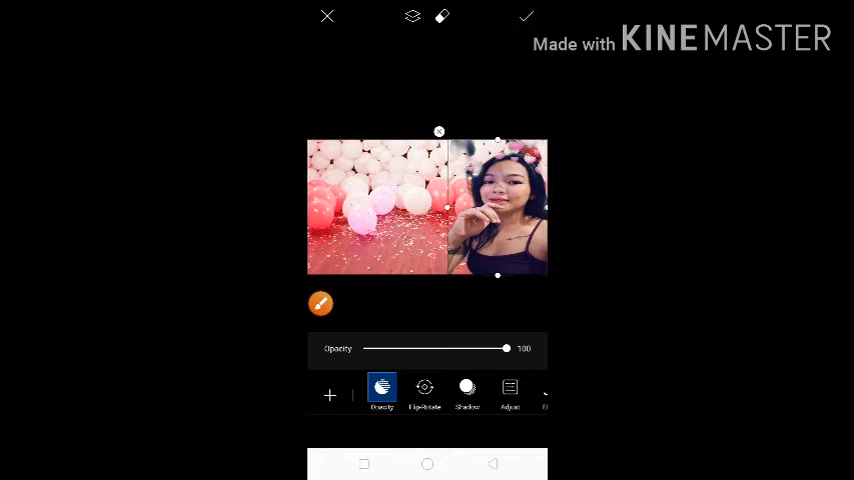 Made with KINEMASTER
Opacity 100
Opacity Flip-Rotate Shadow Adjust